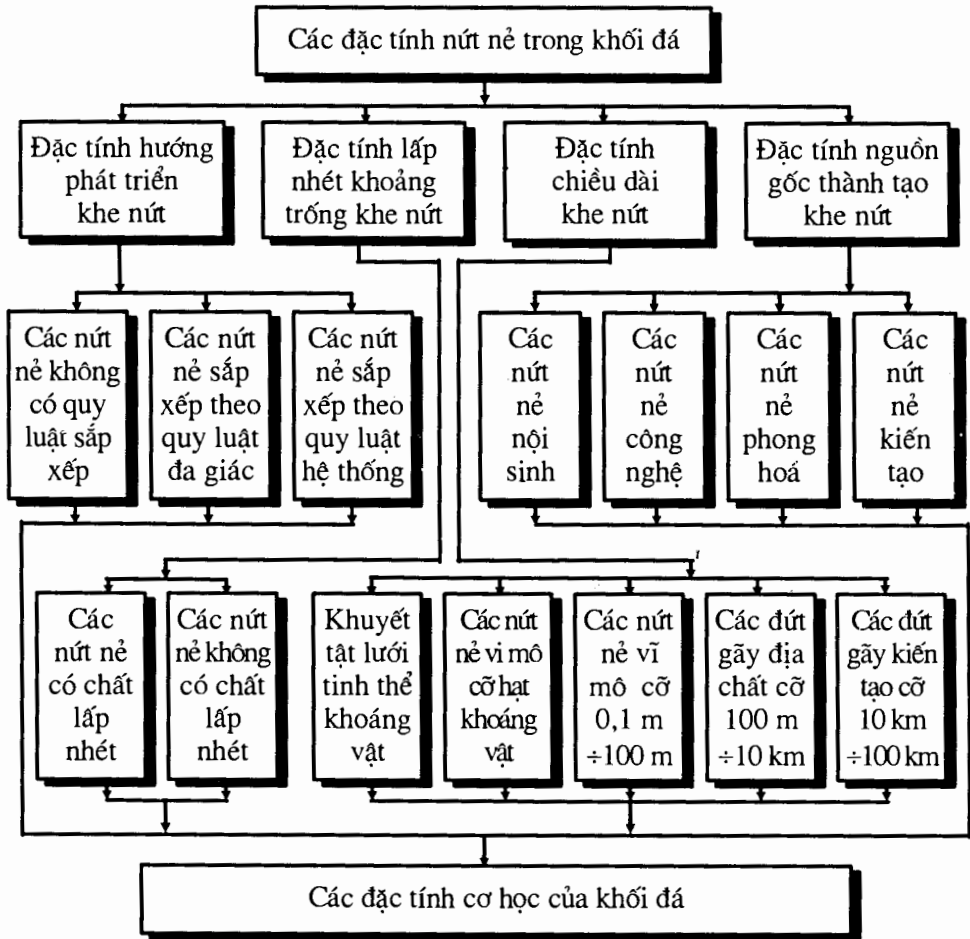 Các đặc tính nứt nẻ trong khối đá
Đặc tính hướng
phát triển
khe nứt
Đặc tính lấp
nhét khoảng
trống khe nứt
Đặc tính
chiều dài
khe nứt
Đặc tính nguồn
gốc thành tạo
khe nứt
Các nứt
nẻ không
có quy
luật sắp
xếp
Các nứt
nẻ sắp
xếp theo
quy luật
đa giác
Các nứt
nẻ sắp
xếp theo
quy luật
hệ thống
Các
nứt
nẻ
nội
sinh
Các
nứt
nẻ
công
nghệ
Các
nứt
nẻ
phong
hoá
Các
nứt
nẻ
kiến
tạo
Các
nứt nẻ
có chất
lấp
nhét
Các nứt
nẻ không
có chất
lấp
nhét
Khuyết
tật lưới
tinh thể
khoáng
vật
Các nứt
nẻ vi mô
cỡ hạt
khoáng
vật
Các nứt
nẻ vĩ
mô cỡ
0,1 m
÷100 m
Các đứt
gãy địa
chất cỡ
100 m
÷10 km
Các đứt
gãy kiến
tạo cỡ
10 km
÷100 km
Các đặc tính cơ học của khối đá